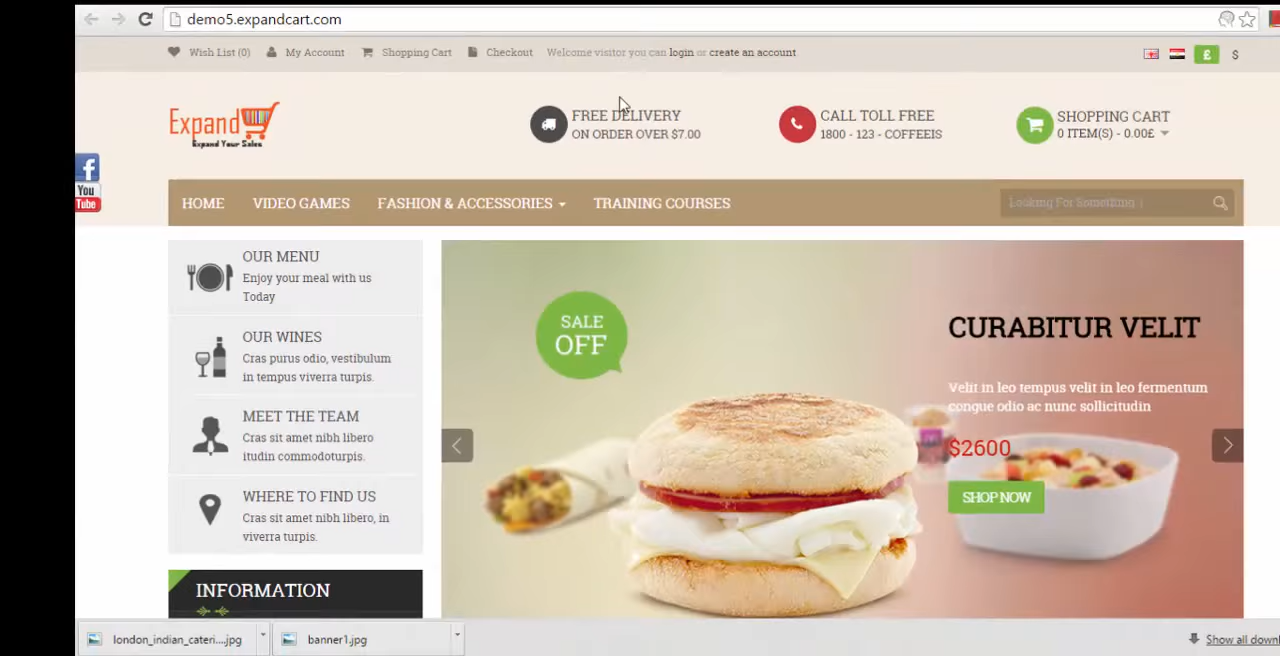 demo5.expandcart.com
Wish List (0) My Account Shopping Cart Checkout Welcome visitor you can login or create an account £ $
Expand
Expand Your Sales
FREE DELIVERY
ON ORDER OVER $7.00
CALL TOLL FREE
1800 - 123 - COFFEEIS
SHOPPING CART
0 ITEM(S) - 0.00£
f
You
Tube
HOME VIDEO GAMES FASHION & ACCESSORIES TRAINING COURSES Looking For Something
OUR MENU
Enjoy your meal with us
Today
OUR WINES
Cras purus odio, vestibulum
in tempus viverra turpis.
MEET THE TEAM
Cras sit amet nibh libero
itudin commodoturpis.
WHERE TO FIND US
Cras sit amet nibh libero, in
viverra turpis.
INFORMATION
SALE
OFF
CURABITUR VELIT
Velit in leo tempus velit in leo fermentum
congue odio ac nunc sollicitudin
$2600
SHOP NOW
london_indian_cateri....jpg banner1.jpg Show all downl